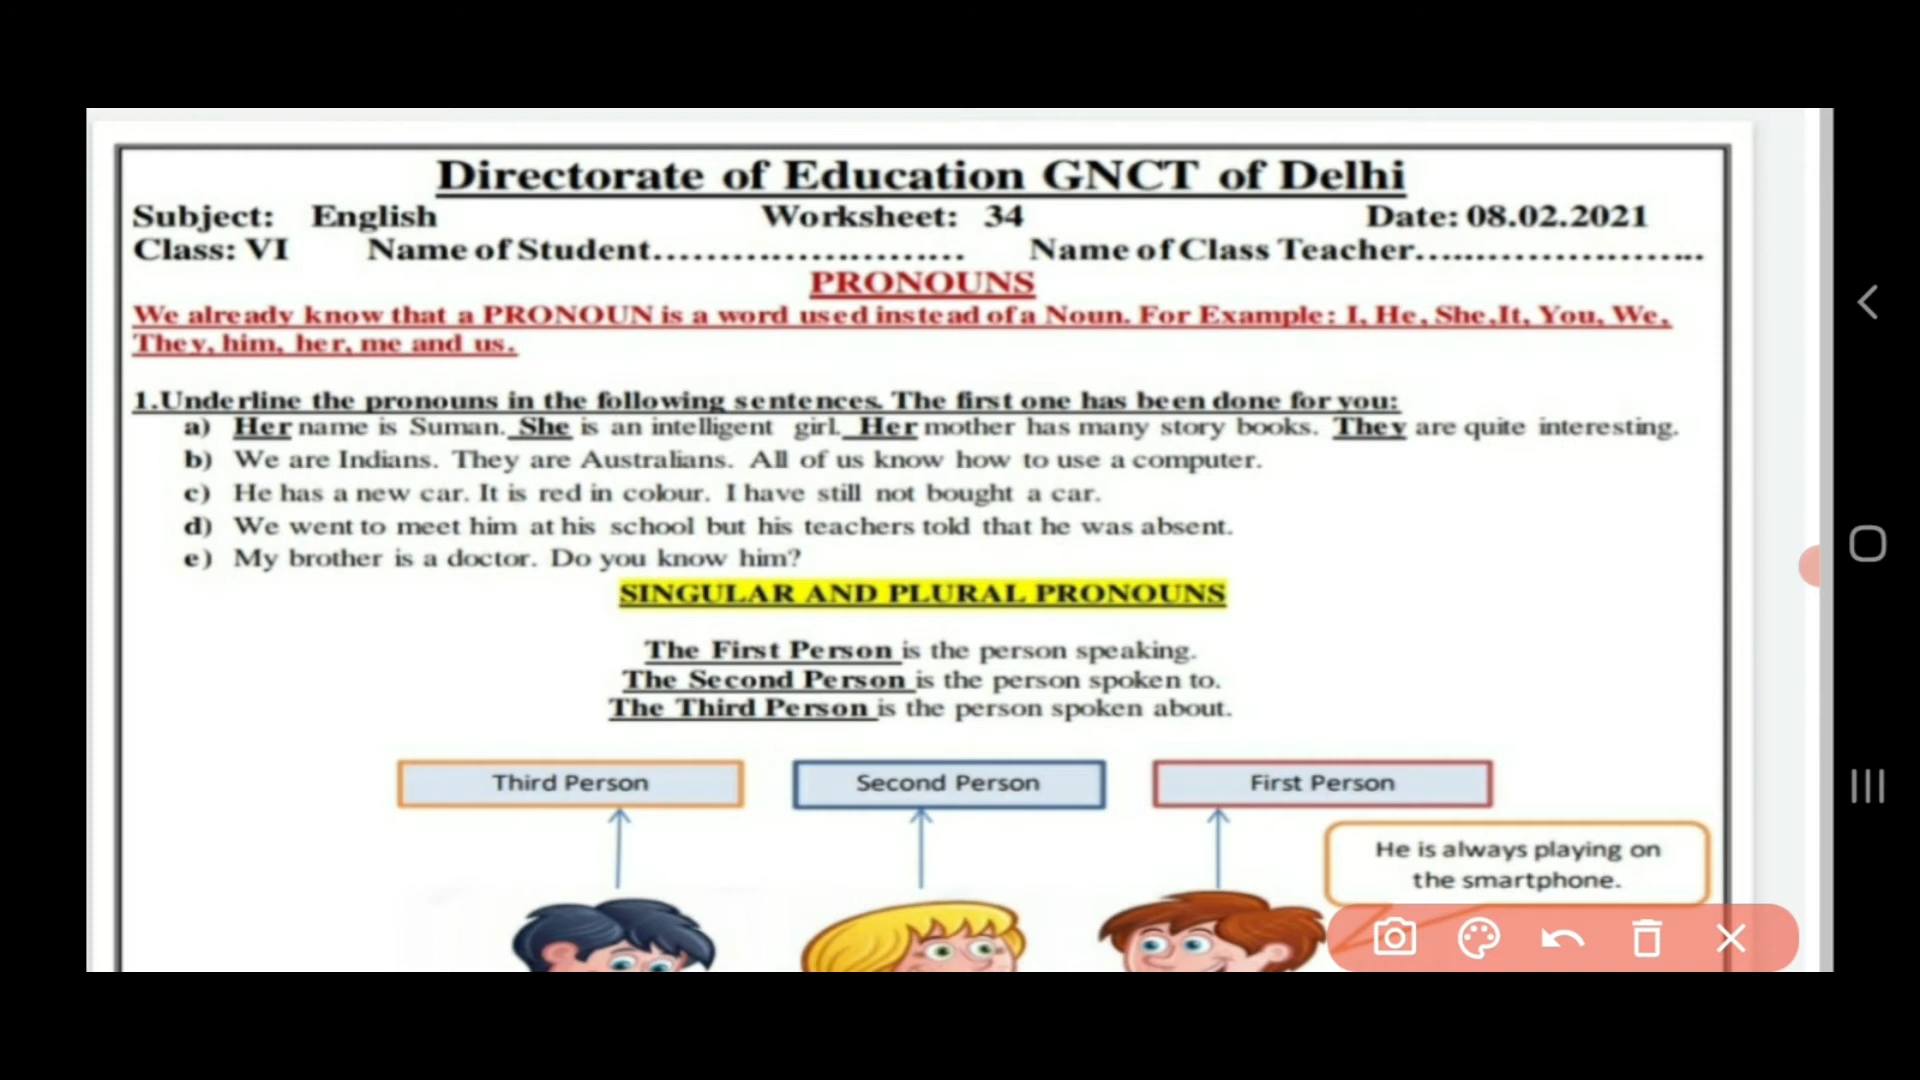 Directorate of Education GNCT of Delhi
Subject: English Worksheet: 34 Date: 08.02.2021
Class: VI Name of Student........................ Name of Class Teacher......................
PRONOUNS
We already know that a PRONOUN is a word used instead of a Noun. For Example: I, He, She,It, You, We,
They, him, her, me and us.
1.Underline the pronouns in the following sentences. The first one has been done for you:
a) Her name is Suman. She is an intelligent girl. Her mother has many story books. They are quite interesting.
b) We are Indians. They are Australians. All of us know how to use a computer.
c) He has a new car. It is red in colour. I have still not bought a car.
d) We went to meet him at his school but his teachers told that he was absent.
e) My brother is a doctor. Do you know him?
SINGULAR AND PLURAL PRONOUNS
The First Person is the person speaking.
The Second Person is the person spoken to.
The Third Person is the person spoken about.
Third Person Second Person First Person
He is always playing on
the smartphone.